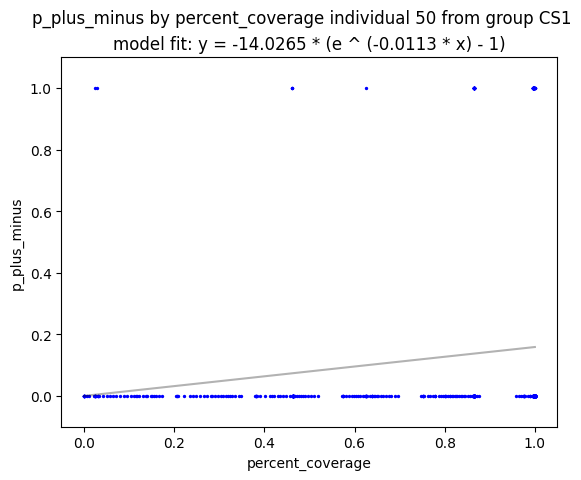 p_plus_minus by percent_coverage individual 50 from group CS1
model fit: y = -14.0265 * (e ^ (-0.0113 * x) - 1)
1.0
0.8
0.6
0.4
0.2
0.0
p_plus_minus
0.0 0.2 0.4 0.6 0.8 1.0
percent_coverage